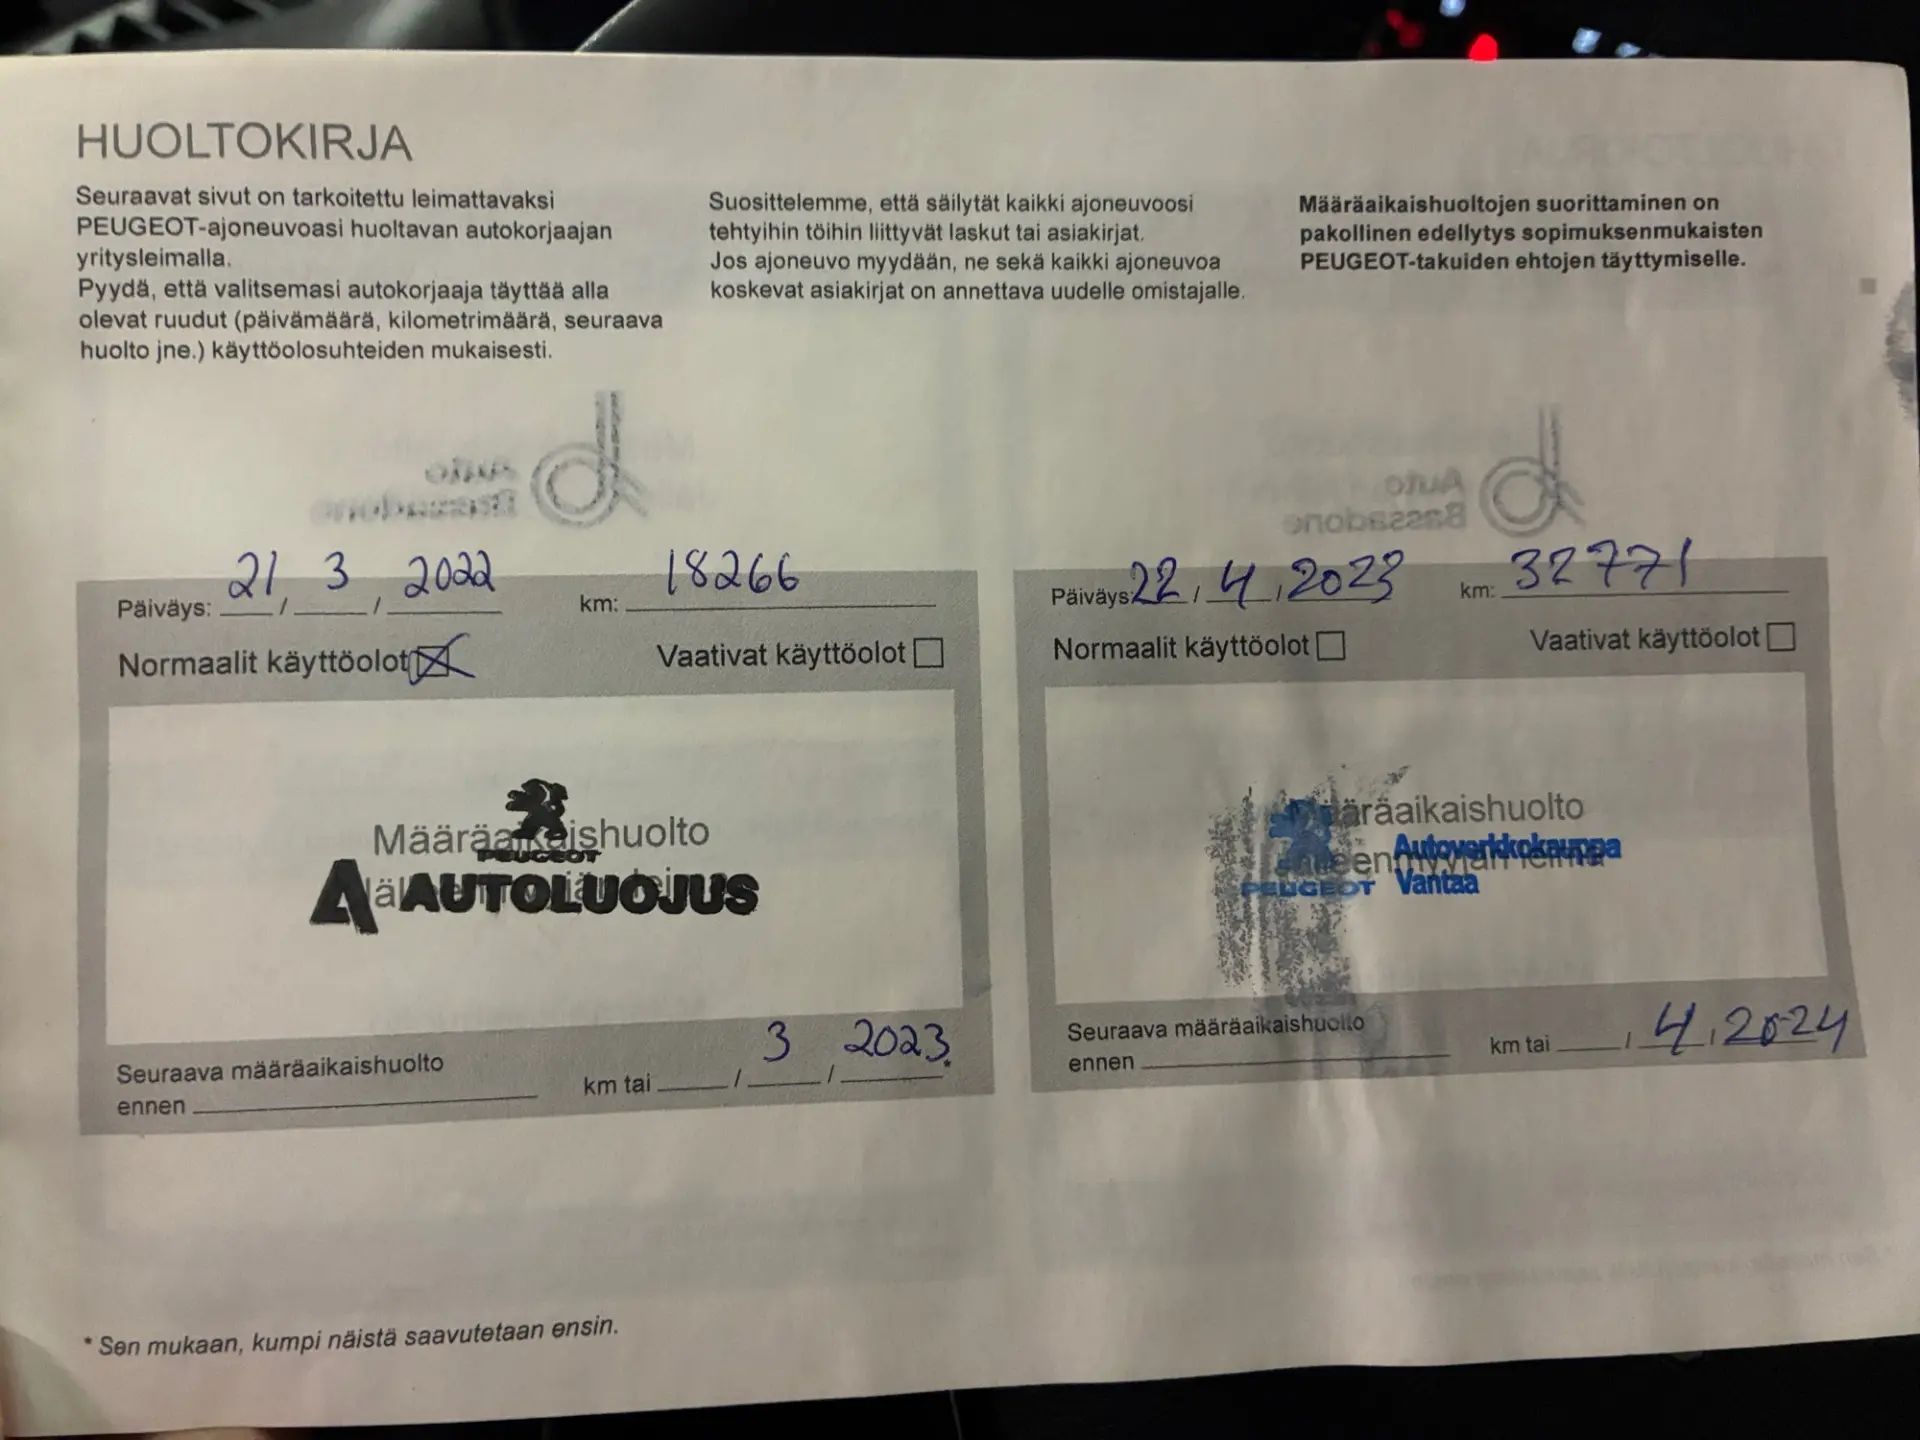 HUOLTOKIRJA
Seuraavat sivut on tarkoitettu leimattavaksi
PEUGEOT-ajoneuvoasi huoltavan autokorjaajan
yritysleimalla.
Pyydä, että valitsemasi autokorjaaja täyttää alla
olevat ruudut (päivämäärä, kilometrimäärä, seuraava
huolto jne.) käyttöolosuhteiden mukaisesti.
Suosittelemme, että säilytät kaikki ajoneuvoosi
tehtyihin töihin liittyvät laskut tai asiakirjat.
Jos ajoneuvo myydään, ne sekä kaikki ajoneuvoa
koskevat asiakirjat on annettava uudelle omistajalle.
Määräaikaishuoltojen suorittaminen on
pakollinen edellytys sopimuksenmukaisten
PEUGEOT-takuiden ehtojen täyttymiselle.
Auto
Bassadone
Auto
Bassadone
Päiväys: 21 / 3 / 2022 km: 18266
Normaalit käyttöolot Vaativat käyttöolot
Määräaikaishuolto
PEUGEOT
AUTOLUOJUS
Seuraava määräaikaishuolto
ennen km tai / 3 / 2023 *
Päiväys: 22 / 4 / 2023 km: 32771
Normaalit käyttöolot Vaativat käyttöolot
Määräaikaishuolto
Autoverkkokauppa
PEUGEOT Vantaa
Seuraava määräaikaishuolto
ennen km tai / 4 / 2024
* Sen mukaan, kumpi näistä saavutetaan ensin.